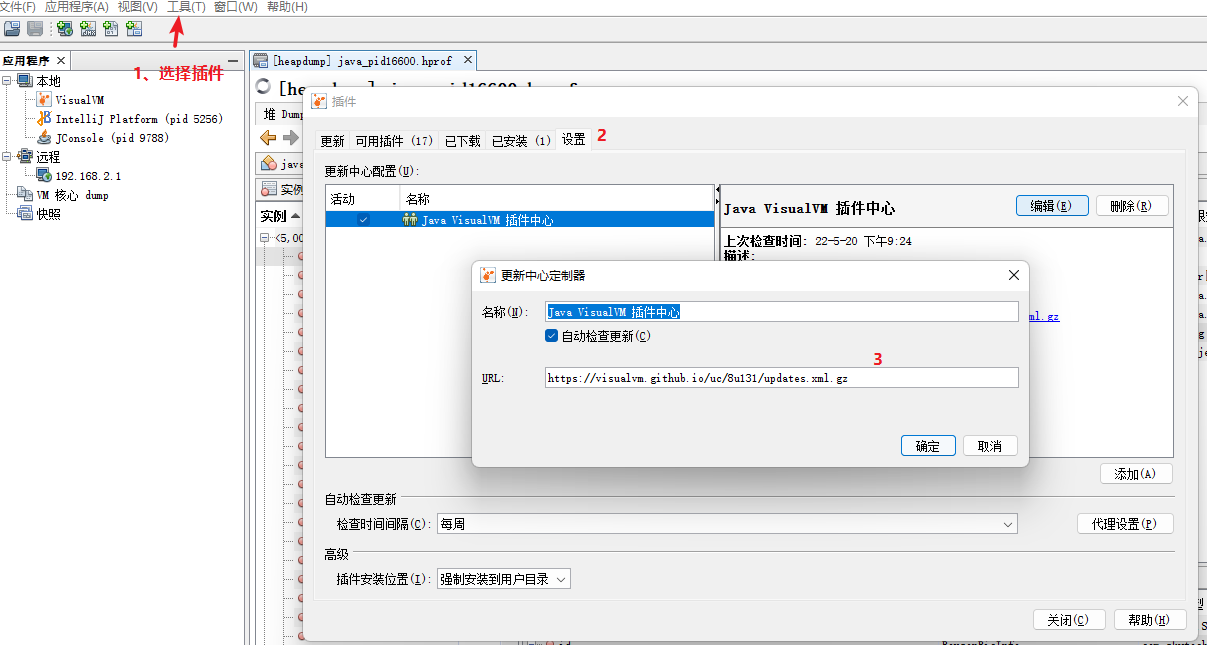 文件(F) 应用程序(A) 视图(V) 工具(T) 窗口(W) 帮助(H)
1、选择插件
应用程序
本地
VisualVM
IntelliJ Platform (pid 5256)
JConsole (pid 9788)
远程
192.168.2.1
VM 核心 dump
快照
[heapdump] java_pid16600.hprof
堆 Dump
java
实例
实例
<5,00
插件
更新 可用插件 (17) 已下载 已安装 (1) 设置 2
更新中心配置(U):
活动 名称
Java VisualVM 插件中心
Java VisualVM 插件中心
编辑(E) 删除(R)
上次检查时间: 22-5-20 下午9:24
描述:
ml.gz
更新中心定制器
名称(N): Java VisualVM 插件中心
自动检查更新(C)
3
URL: https://visualvm.github.io/uc/8u131/updates.xml.gz
确定 取消
添加(A)
自动检查更新
检查时间间隔(C): 每周
代理设置(P)
高级
插件安装位置(I): 强制安装到用户目录
关闭(C) 帮助(H)